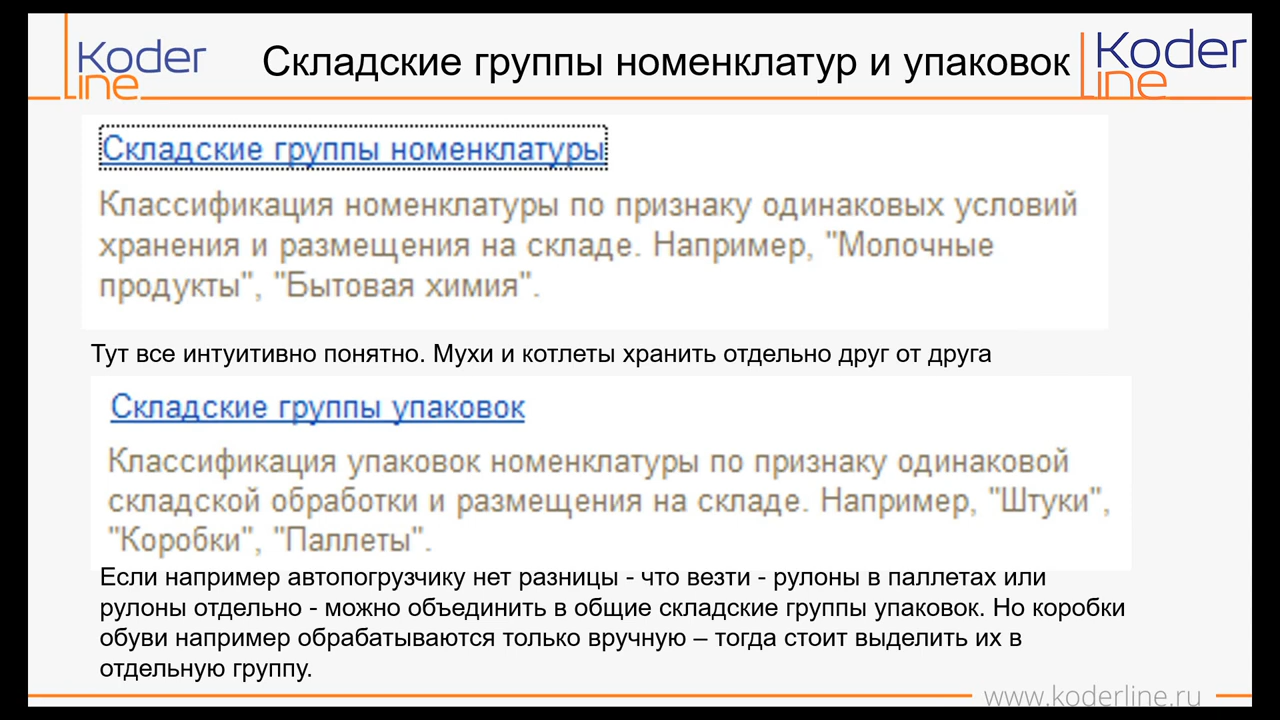 Koder
line
Складские группы номенклатур и упаковок
Koder
line
Складские группы номенклатуры
Классификация номенклатуры по признаку одинаковых условий
хранения и размещения на складе. Например, "Молочные
продукты", "Бытовая химия".
Тут все интуитивно понятно. Мухи и котлеты хранить отдельно друг от друга
Складские группы упаковок
Классификация упаковок номенклатуры по признаку одинаковой
складской обработки и размещения на складе. Например, "Штуки",
"Коробки", "Паллеты".
Если например автопогрузчику нет разницы - что везти - рулоны в паллетах или
рулоны отдельно - можно объединить в общие складские группы упаковок. Но коробки
обуви например обрабатываются только вручную – тогда стоит выделить их в
отдельную группу.
www.koderline.ru